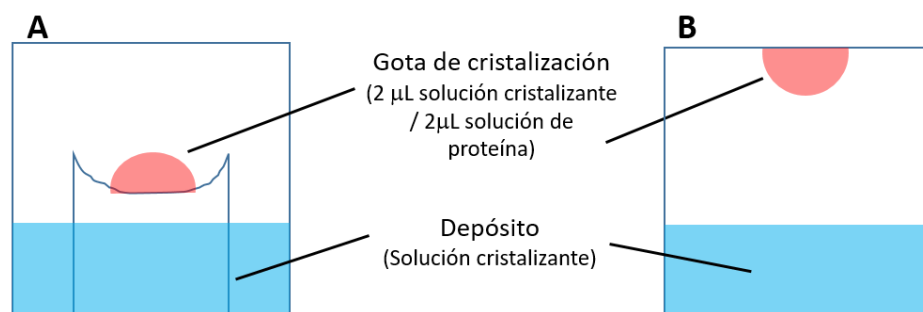 A
B
Gota de cristalización
(2 µL solución cristalizante
/ 2µL solución de
proteína)
Depósito
(Solución cristalizante)